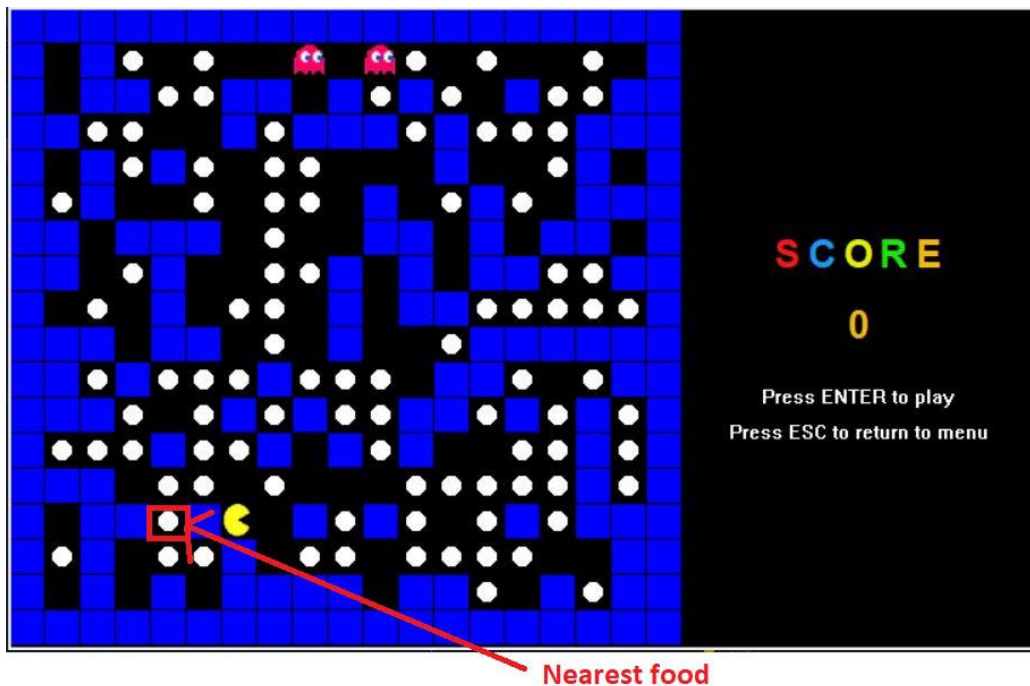 SCORE
0
Press ENTER to play
Press ESC to return to menu
Nearest food